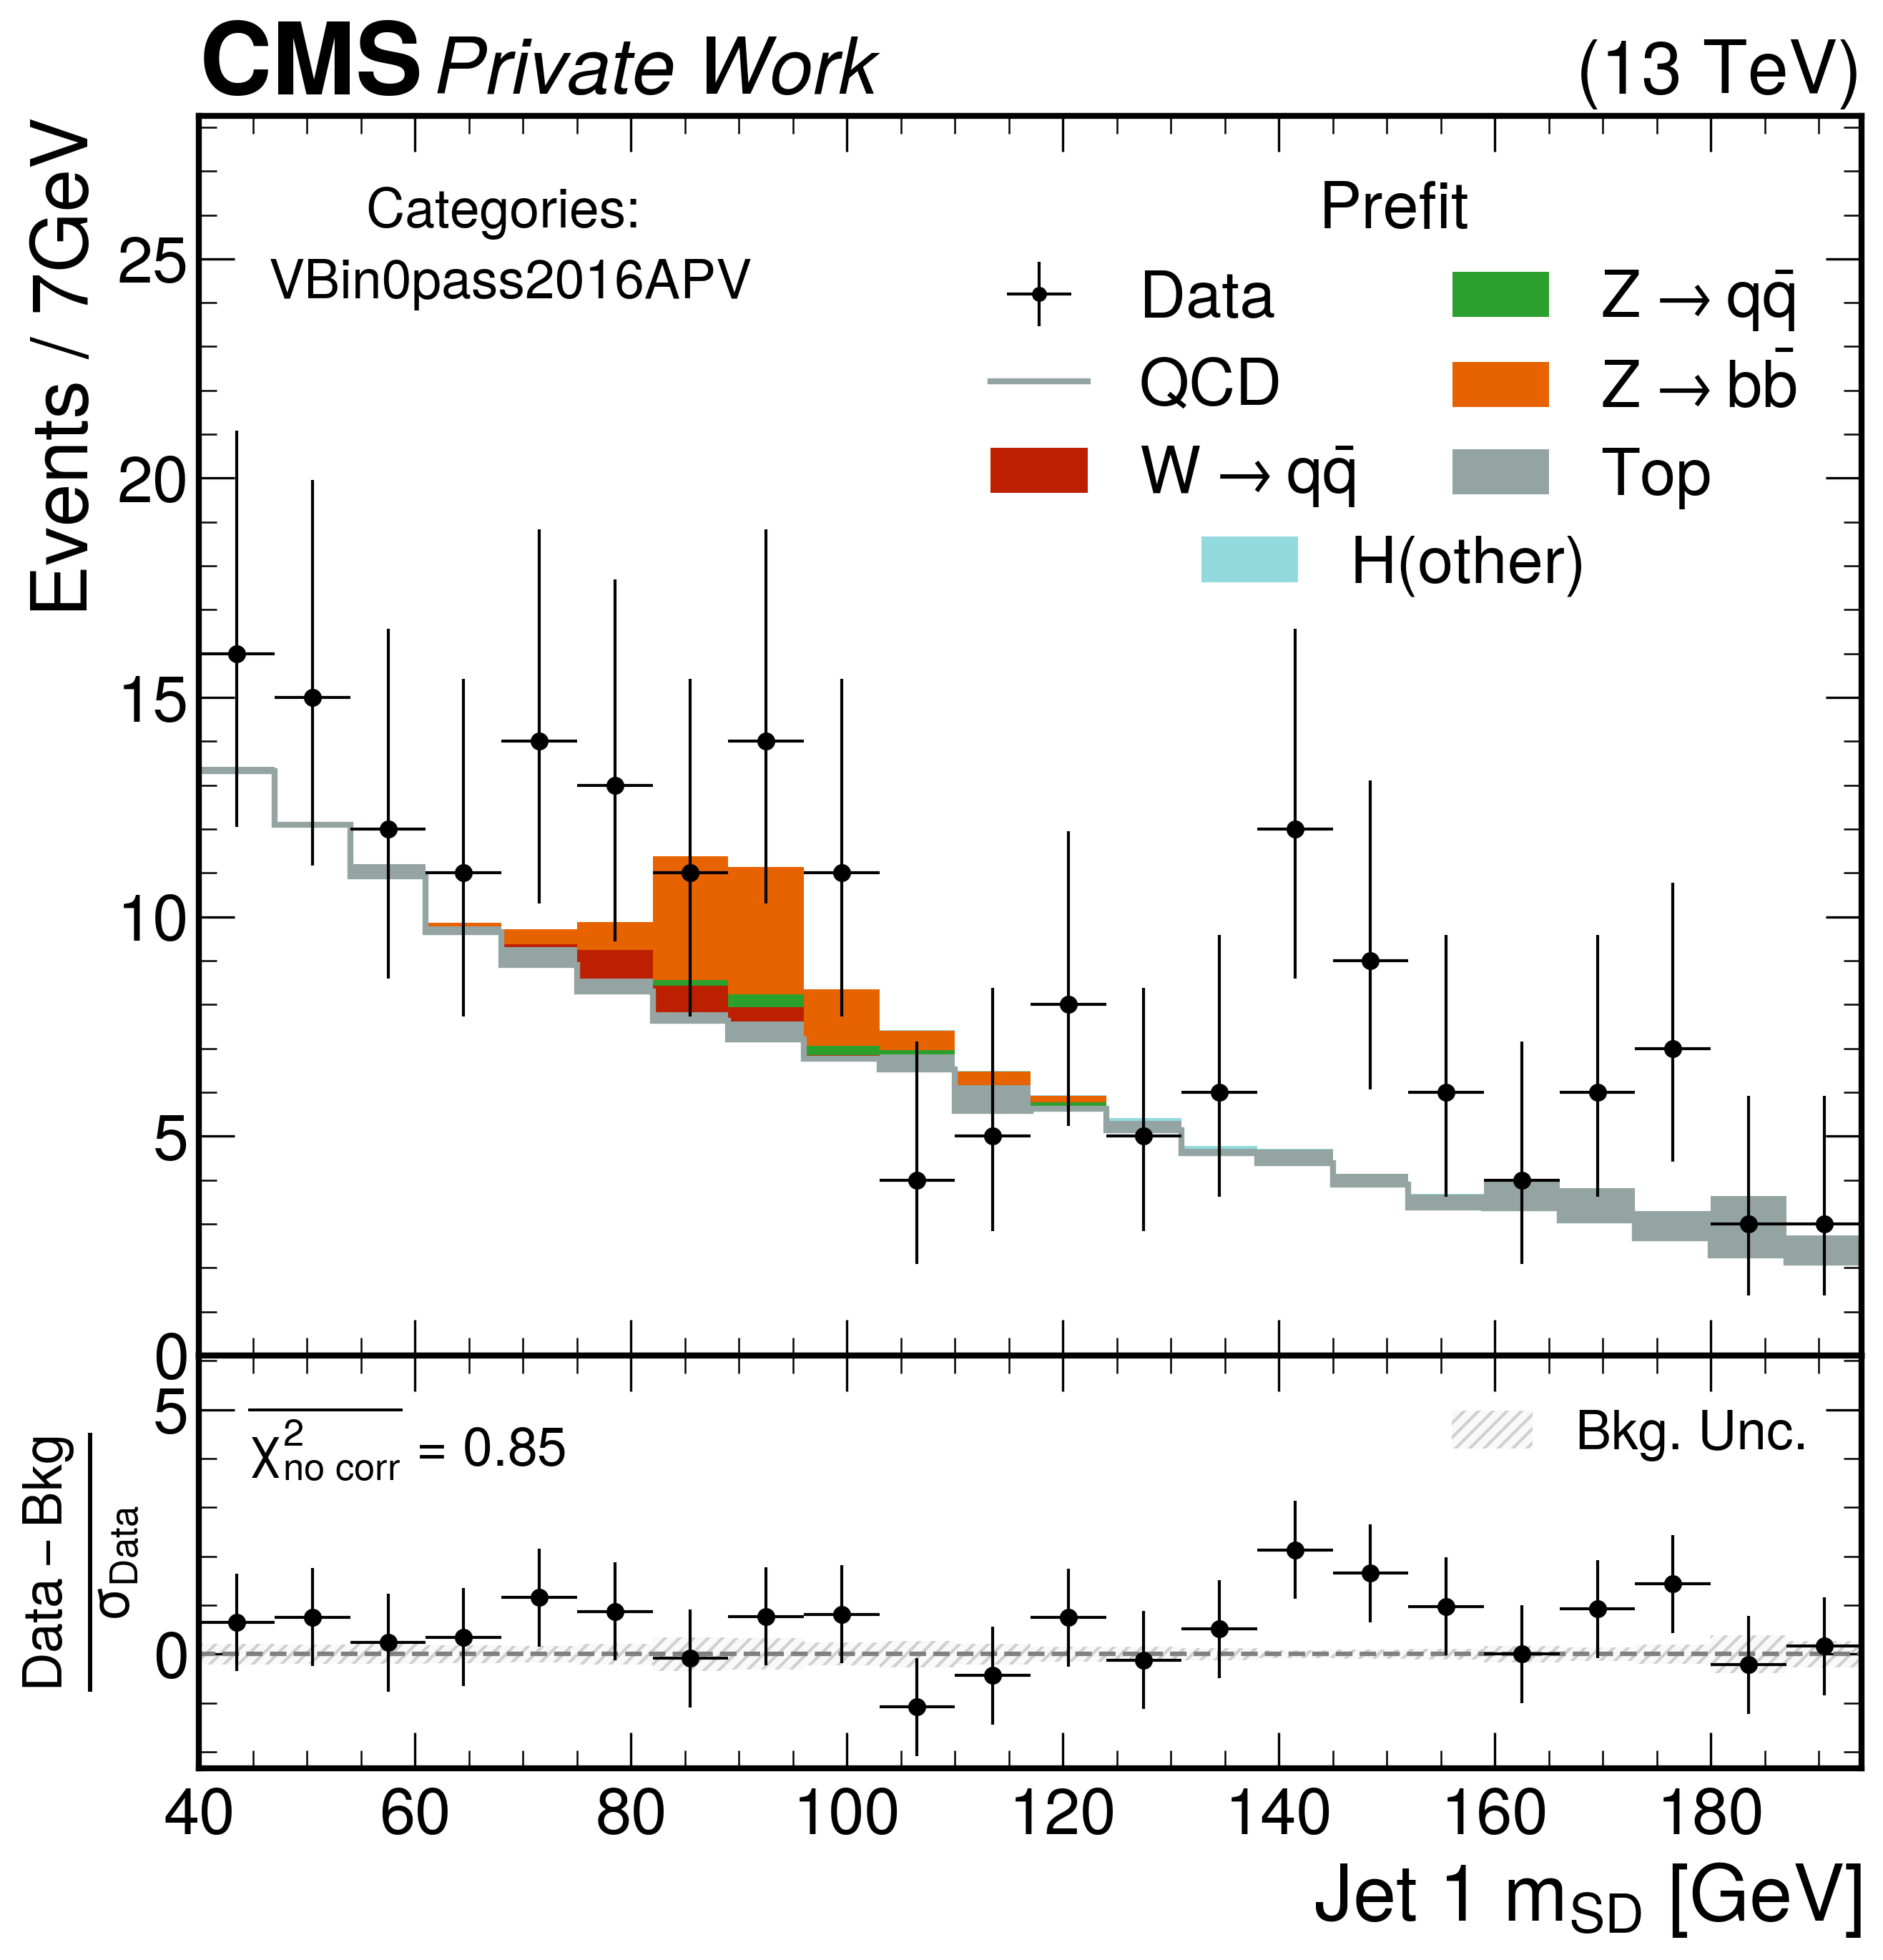 CMS Private Work (13 TeV)
Events / 7GeV
Categories:
VBin0pass2016APV
Prefit
Data
QCD
W → qq̄
Z → qq̄
Z → bb̄
Top
H(other)
25
20
15
10
5
0
Data − Bkg
σData
5
0
χ²no corr = 0.85
Bkg. Unc.
40 60 80 100 120 140 160 180
Jet 1 mSD [GeV]